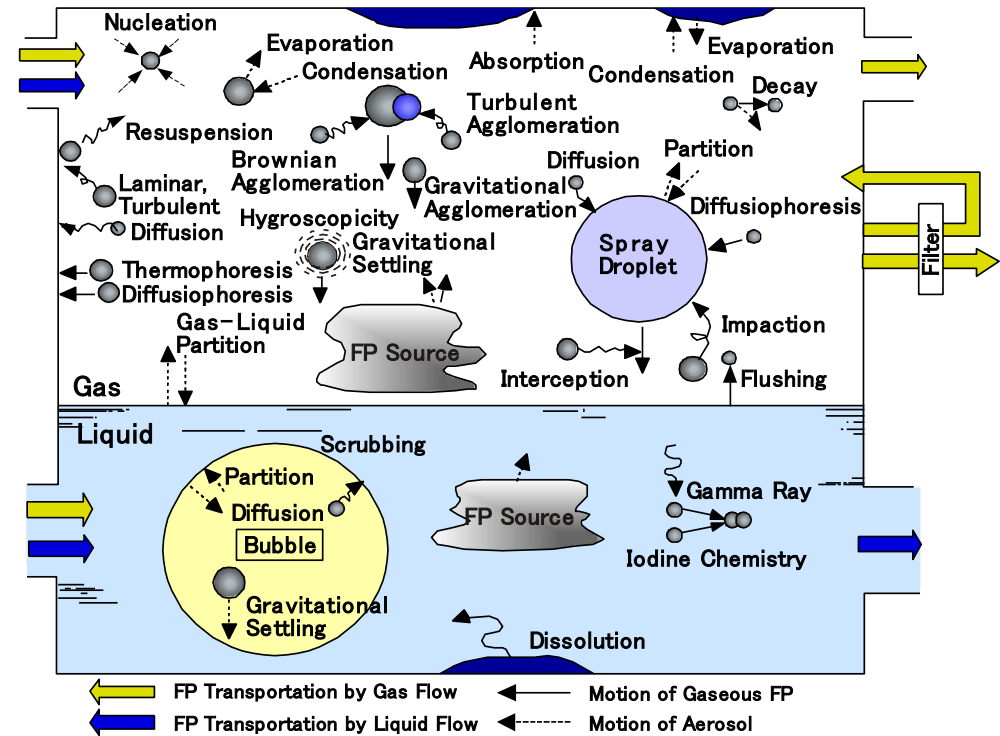 Nucleation
Evaporation
Condensation
Absorption
Evaporation
Condensation
Decay
Resuspension
Turbulent
Agglomeration
Brownian
Agglomeration
Diffusion
Partition
Laminar,
Turbulent
Gravitational
Agglomeration
Diffusiophoresis
Diffusion
Hygroscopicity
Gravitational
Settling
Spray
Droplet
Filter
Thermophoresis
Diffusiophoresis
Gas-Liquid
Partition
FP Source
Impaction
Interception
Flushing
Gas
Liquid
Scrubbing
Partition
Diffusion
Bubble
Gravitational
Settling
FP Source
Gamma Ray
Iodine Chemistry
Dissolution
FP Transportation by Gas Flow
Motion of Gaseous FP
FP Transportation by Liquid Flow
Motion of Aerosol